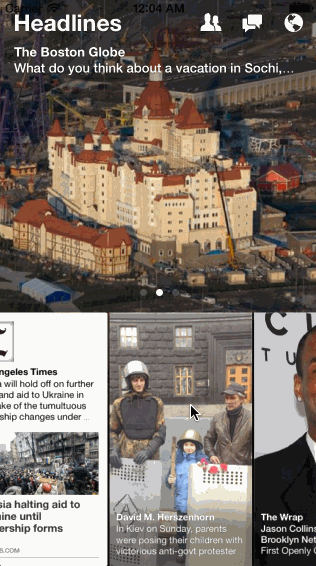 Carrier 12:04 AM
Headlines
The Boston Globe
What do you think about a vacation in Sochi,...
ngeles Times
a will hold off on further
and aid to Ukraine in
ke of the tumultuous
ship changes under ...
sia halting aid to
ine until
ership forms
S.COM
David M. Herszenhorn
In Kiev on Sunday, parents
were posing their children with
victorious anti-govt protester
C
TU
The Wrap
Jason Collins
Brooklyn Net
First Openly G